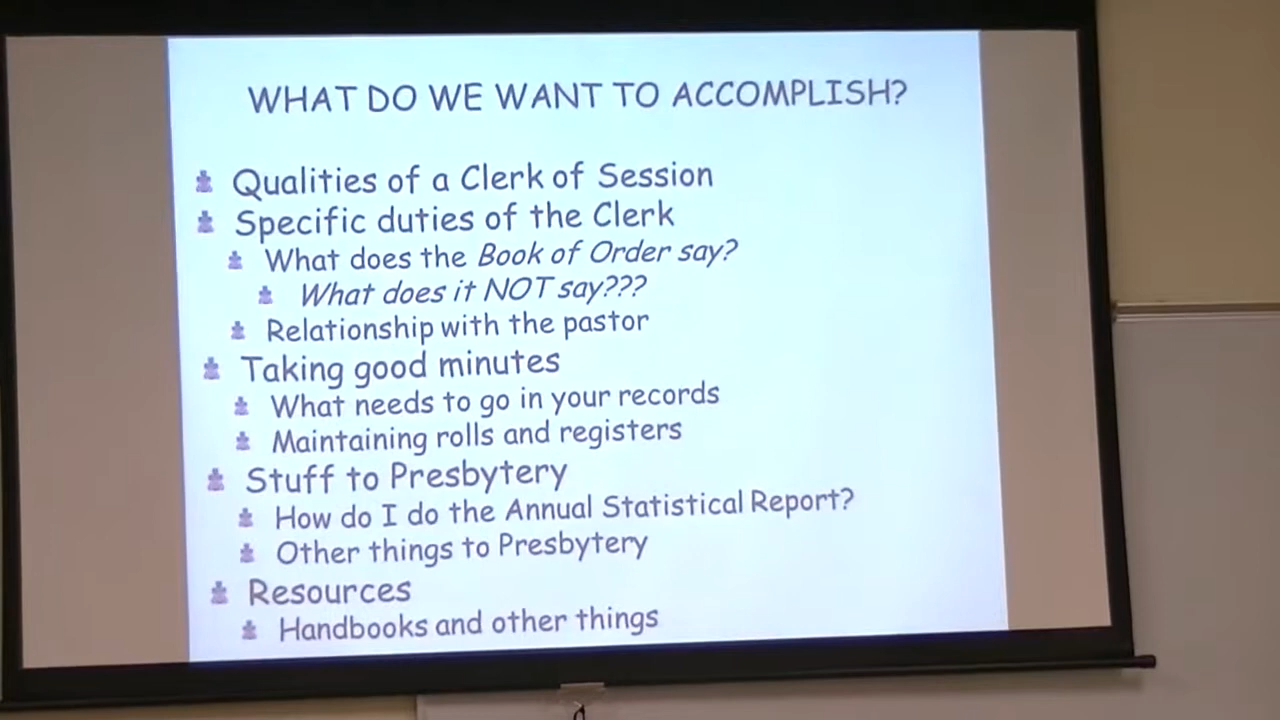 WHAT DO WE WANT TO ACCOMPLISH?
Qualities of a Clerk of Session
Specific duties of the Clerk
What does the Book of Order say?
What does it NOT say???
Relationship with the pastor
Taking good minutes
What needs to go in your records
Maintaining rolls and registers
Stuff to Presbytery
How do I do the Annual Statistical Report?
Other things to Presbytery
Resources
Handbooks and other things